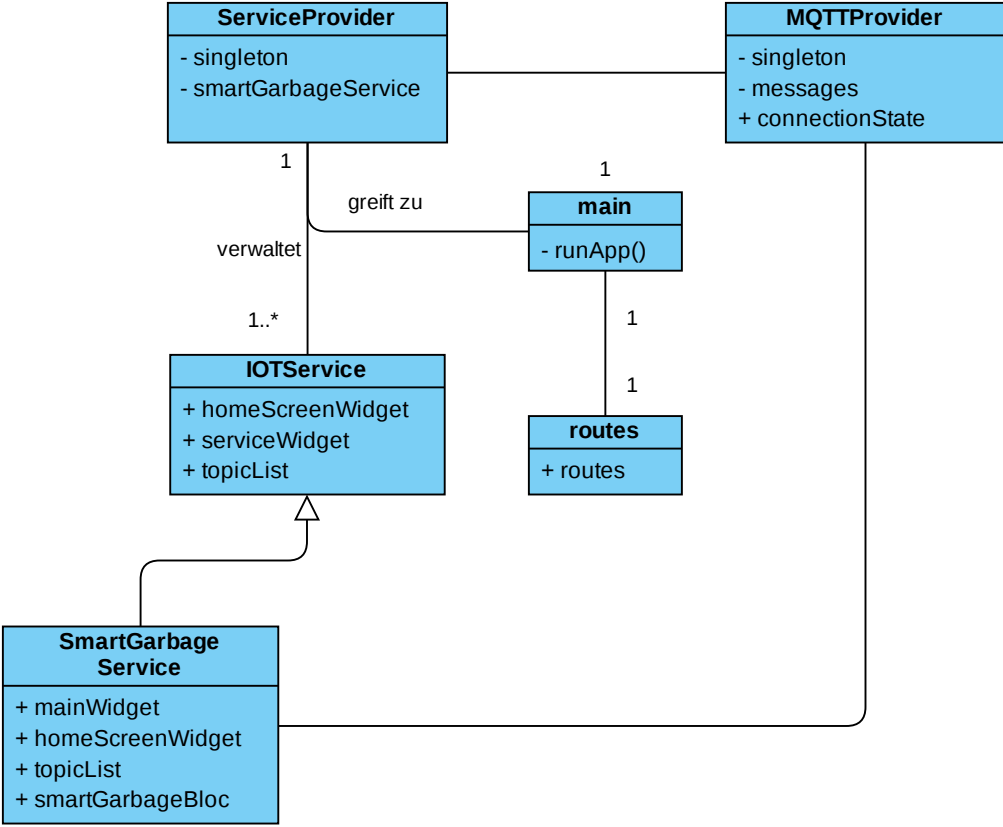 ServiceProvider
- singleton
- smartGarbageService
MQTTProvider
- singleton
- messages
+ connectionState
1
greift zu
1
main
- runApp()
verwaltet
1..*
1
1
IOTService
+ homeScreenWidget
+ serviceWidget
+ topicList
routes
+ routes
SmartGarbage
Service
+ mainWidget
+ homeScreenWidget
+ topicList
+ smartGarbageBloc